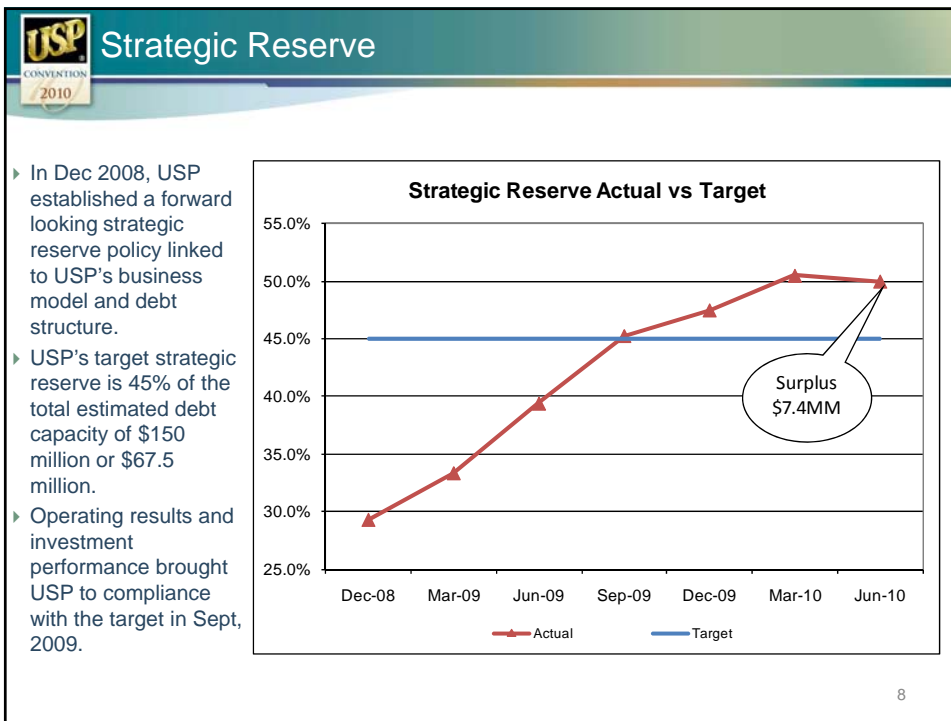 USP
CONVENTION
2010
Strategic Reserve
In Dec 2008, USP
established a forward
looking strategic
reserve policy linked
to USP's business
model and debt
structure.
USP's target strategic
reserve is 45% of the
total estimated debt
capacity of $150
million or $67.5
million.
Operating results and
investment
performance brought
USP to compliance
with the target in Sept,
2009.
Strategic Reserve Actual vs Target
55.0%
50.0%
45.0%
40.0%
35.0%
30.0%
25.0%
Surplus
$7.4MM
Dec-08 Mar-09 Jun-09 Sep-09 Dec-09 Mar-10 Jun-10
Actual Target
8